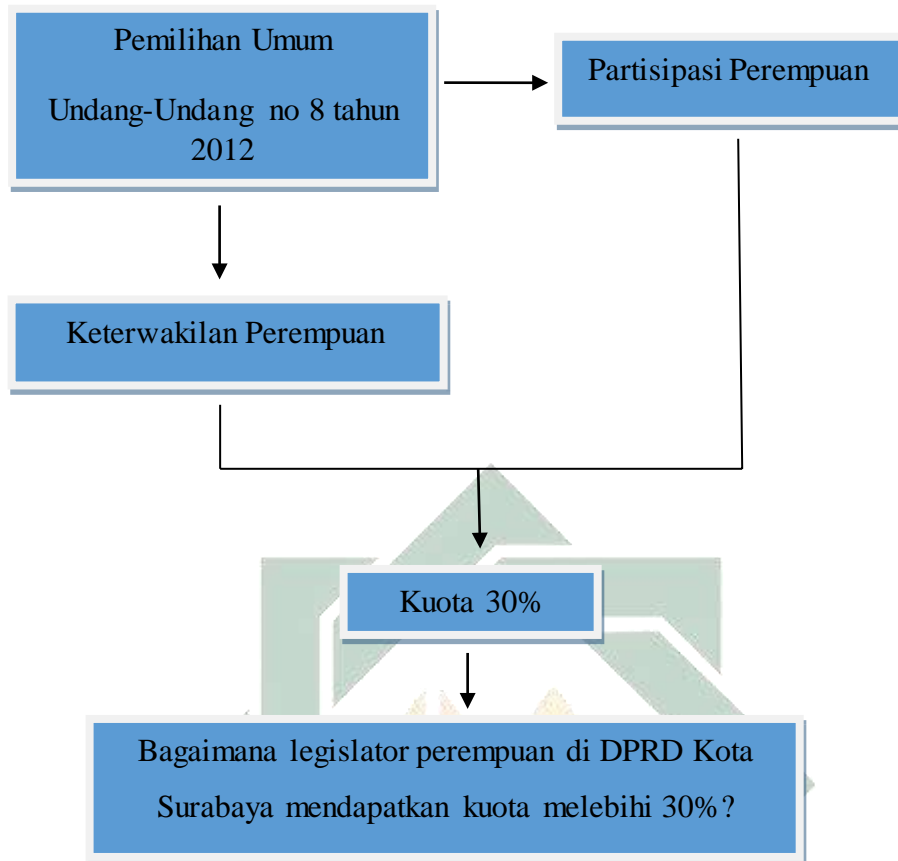 Pemilihan Umum
Undang-Undang no 8 tahun
2012
Partisipasi Perempuan
Keterwakilan Perempuan
Kuota 30%
Bagaimana legislator perempuan di DPRD Kota
Surabaya mendapatkan kuota melebihi 30%?